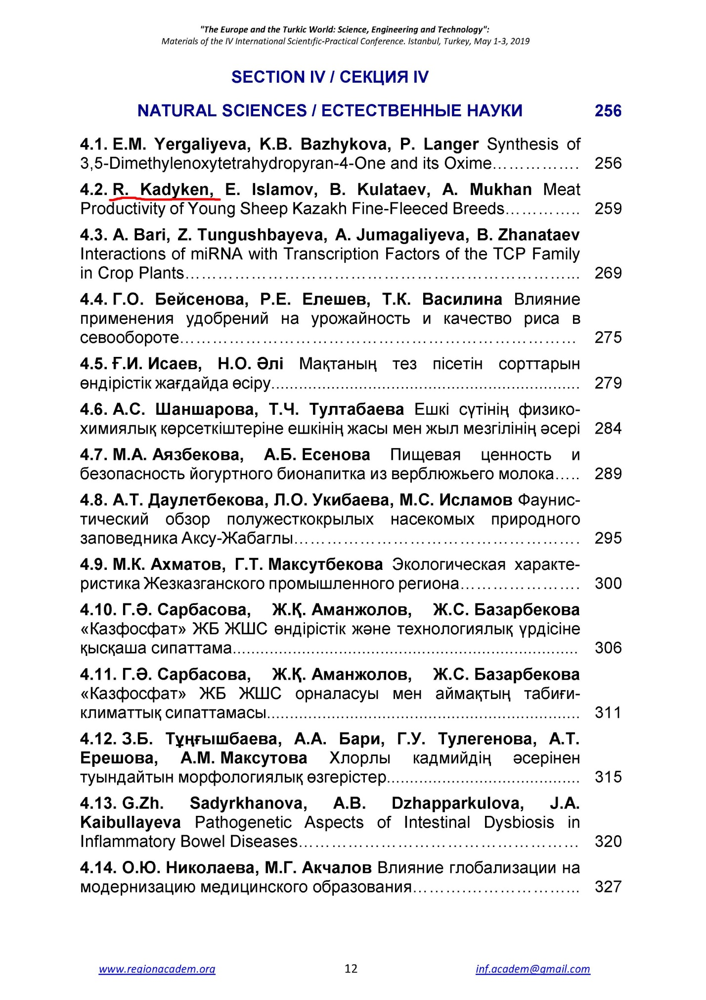 "The Europe and the Turkic World: Science, Engineering and Technology":
Materials of the IV International Scientific-Practical Conference. Istanbul, Turkey, May 1-3, 2019
SECTION IV / СЕКЦИЯ IV
NATURAL SCIENCES / ЕСТЕСТВЕННЫЕ НАУКИ 256
4.1. E.M. Yergaliyeva, K.B. Bazhykova, P. Langer Synthesis of
3,5-Dimethylenoxytetrahydropyran-4-One and its Oxime……………. 256
4.2. R. Kadyken, E. Islamov, B. Kulataev, A. Mukhan Meat
Productivity of Young Sheep Kazakh Fine-Fleeced Breeds………….. 259
4.3. A. Bari, Z. Tungushbayeva, A. Jumagaliyeva, B. Zhanataev
Interactions of miRNA with Transcription Factors of the TCP Family
in Crop Plants……………………………………………………………... 269
4.4. Г.О. Бейсенова, Р.Е. Елешев, Т.К. Василина Влияние
применения удобрений на урожайность и качество риса в
севообороте……………………………………………………………… 275
4.5. Ғ.И. Исаев, Н.О. Әлі Мақтаның тез пісетін сорттарын
өндірістік жағдайда өсіру................................................................... 279
4.6. А.С. Шаншарова, Т.Ч. Тултабаева Ешкі сүтінің физико-
химиялық көрсеткіштеріне ешкінің жасы мен жыл мезгілінің әсері 284
4.7. М.А. Аязбекова, А.Б. Есенова Пищевая ценность и
безопасность йогуртного бионапитка из верблюжьего молока….. 289
4.8. А.Т. Даулетбекова, Л.О. Укибаева, М.С. Исламов Фаунис-
тический обзор полужесткокрылых насекомых природного
заповедника Аксу-Жабаглы……………………………………………. 295
4.9. М.К. Ахматов, Г.Т. Максутбекова Экологическая характе-
ристика Жезказганского промышленного региона…………………. 300
4.10. Г.Ә. Сарбасова, Ж.Қ. Аманжолов, Ж.С. Базарбекова
«Казфосфат» ЖБ ЖШС өндірістік және технологиялық үрдісіне
қысқаша сипаттама........................................................................... 306
4.11. Г.Ә. Сарбасова, Ж.Қ. Аманжолов, Ж.С. Базарбекова
«Казфосфат» ЖБ ЖШС орналасуы мен аймақтың табиғи-
климаттық сипаттамасы.................................................................... 311
4.12. З.Б. Тұңғышбаева, А.А. Бари, Г.У. Тулегенова, А.Т.
Ерешова, А.М. Максутова Хлорлы кадмийдің әсерінен
туындайтын морфологиялық өзгерістер.......................................... 315
4.13. G.Zh. Sadyrkhanova, A.B. Dzhapparkulova, J.A.
Kaibullayeva Pathogenetic Aspects of Intestinal Dysbiosis in
Inflammatory Bowel Diseases…………………………………………… 320
4.14. О.Ю. Николаева, М.Г. Акчалов Влияние глобализации на
модернизацию медицинского образования……….………………... 327
www.regionacadem.org 12 inf.academ@gmail.com